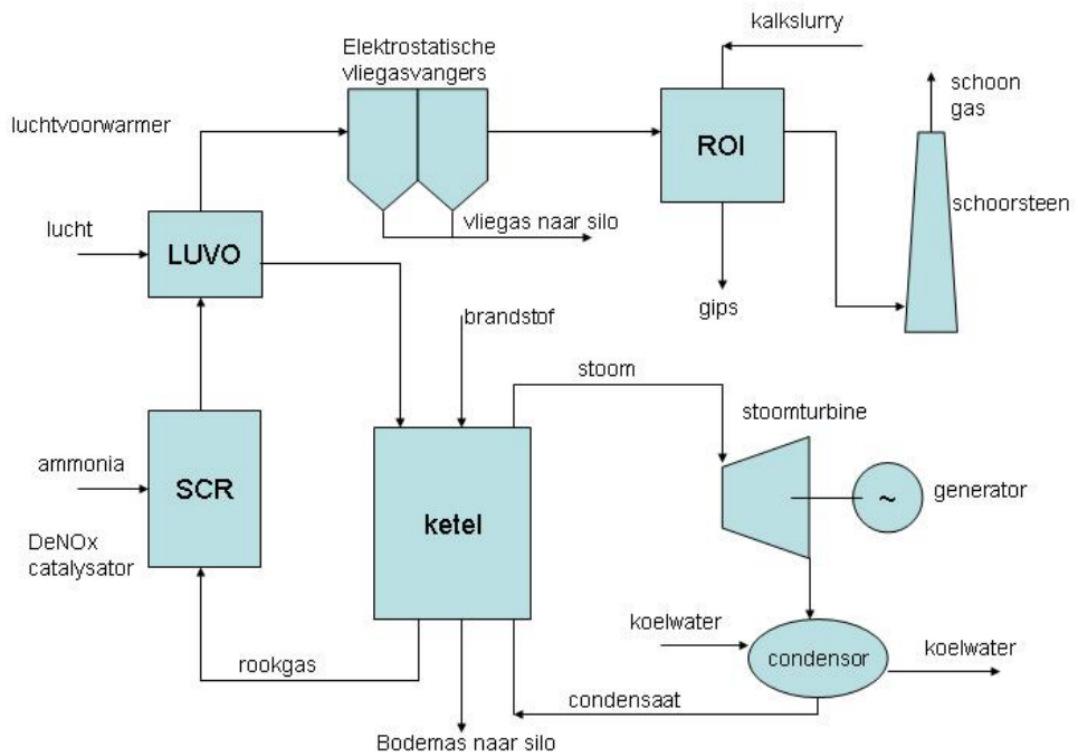 kalkslurry
Elektrostatische
vliegasvangers
schoon
gas
luchtvoorwarmer
ROI
schoorsteen
vliegas naar silo
lucht
LUVO
gips
brandstof
stoom
stoomturbine
ammonia
SCR
ketel
~
generator
DeNOx
catalysator
koelwater
condensor
koelwater
rookgas
condensaat
Bodemas naar silo